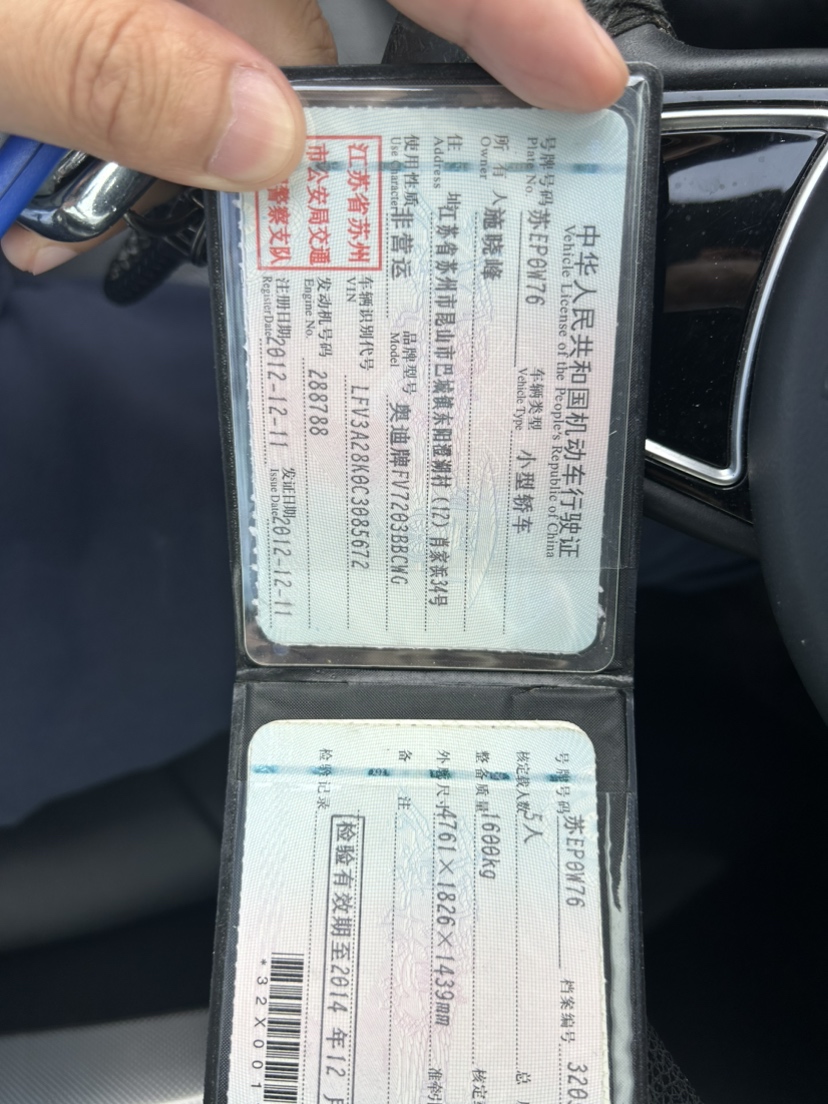 中华人民共和国机动车行驶证
Vehicle License of the People's Republic of China
号牌号码 苏EP0W76 车辆类型 小型轿车
Plate No. Vehicle Type
所有人 施晓峰
Owner
住址 江苏省苏州市昆山市巴城镇东阳澄湖村(12)肖家浜34号
Address
使用性质 非营运 品牌型号 奥迪牌FV7203BBCWG
Use Character Model
江苏省苏州
市公安局交通
警察支队
车辆识别代号 LFV3A28K0C3085672
VIN
发动机号码 288788
Engine No.
注册日期 2012-12-11 发证日期 2012-12-11
Register Date Issue Date
号牌号码 苏EP0W76 档案编号 320
核定载人数 5人 总
整备质量 1600kg 核定
外廓尺寸 4761×1826×1439mm 准牵
备注
检验记录 检验有效期至2014年12月
*32X001